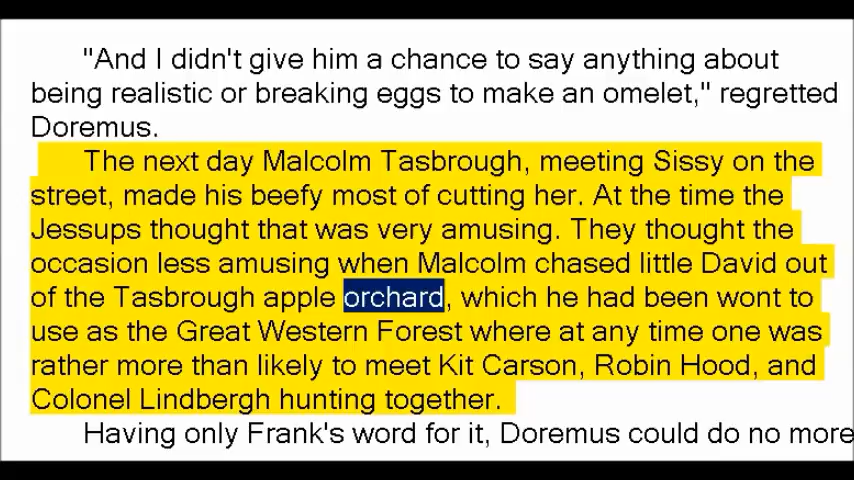 "And I didn't give him a chance to say anything about
being realistic or breaking eggs to make an omelet," regretted
Doremus.
The next day Malcolm Tasbrough, meeting Sissy on the
street, made his beefy most of cutting her. At the time the
Jessups thought that was very amusing. They thought the
occasion less amusing when Malcolm chased little David out
of the Tasbrough apple orchard, which he had been wont to
use as the Great Western Forest where at any time one was
rather more than likely to meet Kit Carson, Robin Hood, and
Colonel Lindbergh hunting together.
Having only Frank's word for it, Doremus could do no more